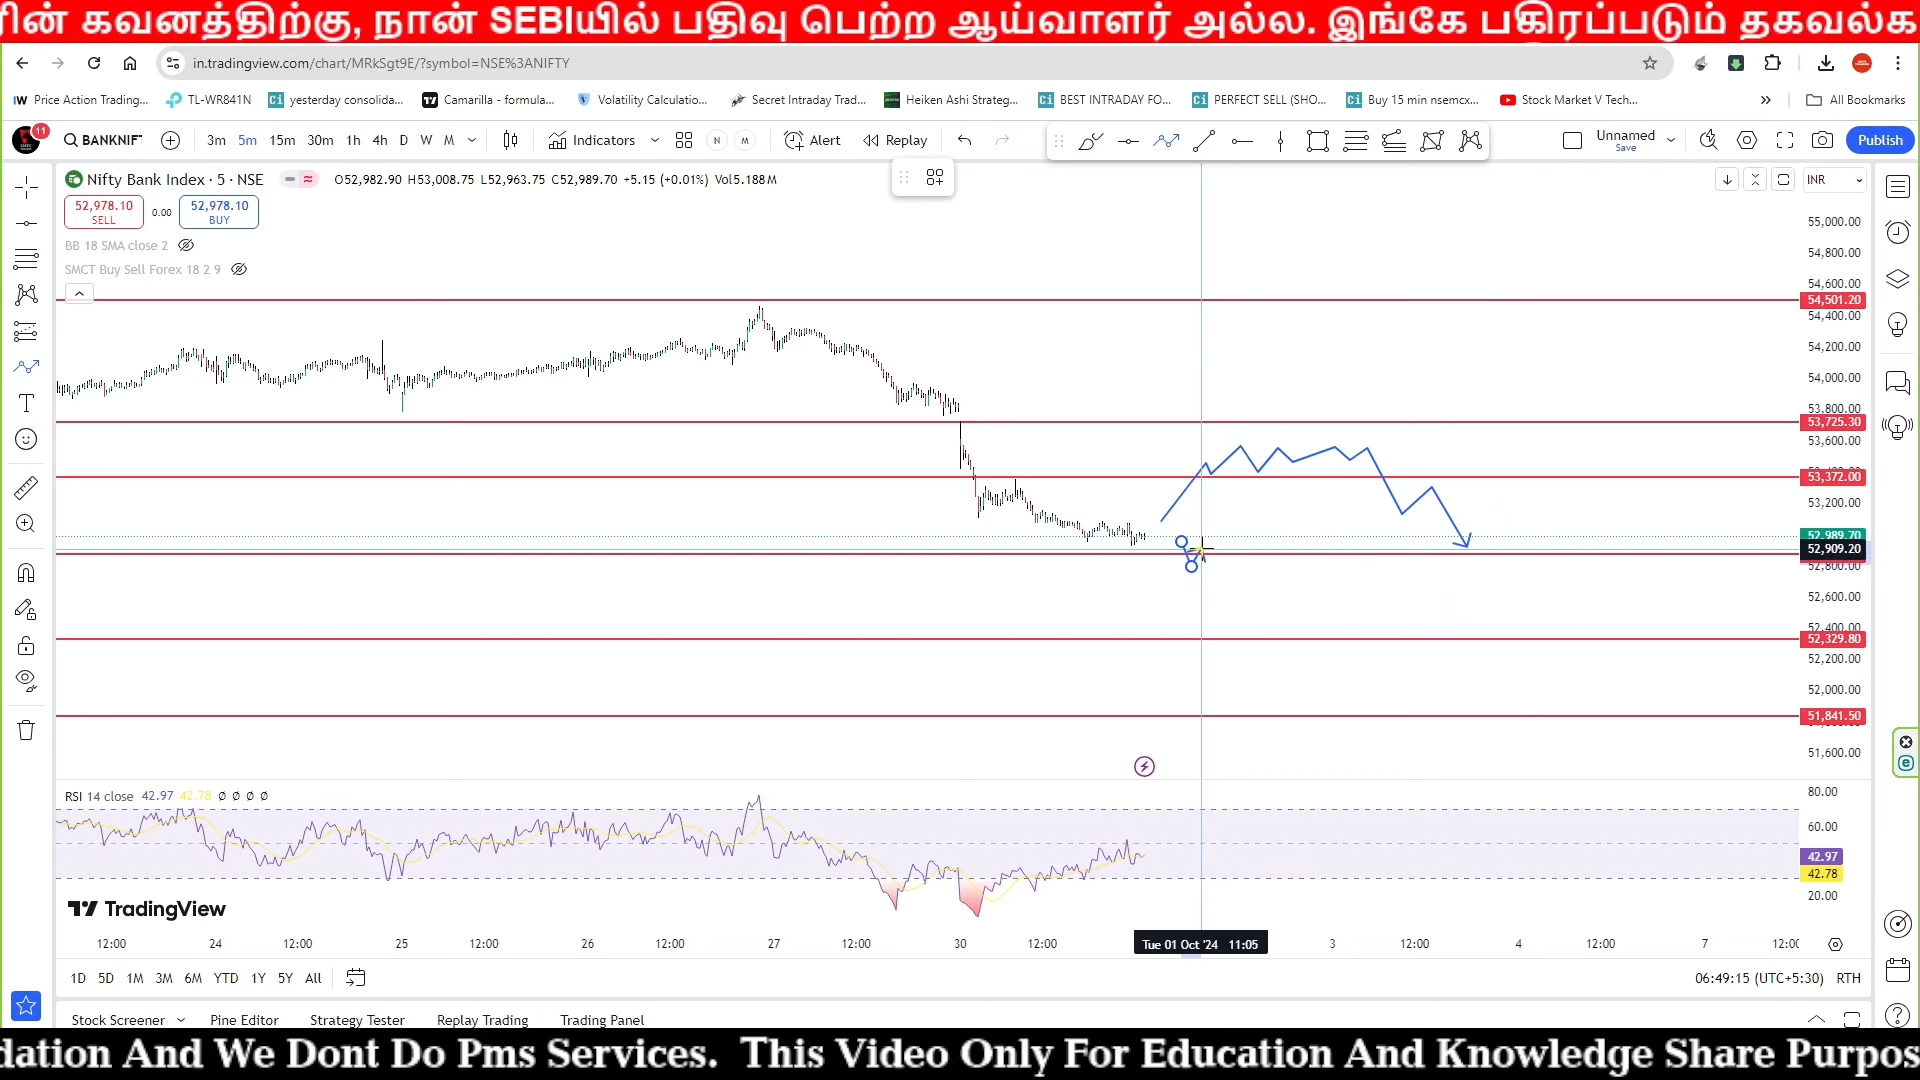 ரின் கவனத்திற்கு, நான் SEBIயில் பதிவு பெற்ற ஆய்வாளர் அல்ல. இங்கே பகிரப்படும் தகவல்க
in.tradingview.com/chart/MRkSgt9E/?symbol=NSE%3ANIFTY
Price Action Trading... TL-WR841N yesterday consolida... Camarilla - formula... Volatility Calculatio... Secret Intraday Trad... Heiken Ashi Strateg... BEST INTRADAY FO... PERFECT SELL (SHO... Buy 15 min nsemcx... Stock Market V Tech... » All Bookmarks
11 BANKNIF 3m 5m 15m 30m 1h 4h D W M Indicators N M Alert Replay Unnamed Save Publish
Nifty Bank Index · 5 · NSE O52,982.90 H53,008.75 L52,963.75 C52,989.70 +5.15 (+0.01%) Vol5.188M INR
52,978.10 SELL 0.00 52,978.10 BUY
BB 18 SMA close 2
SMCT Buy Sell Forex 18 2 9
55,000.00
54,800.00
54,600.00
54,501.20
54,400.00
54,200.00
54,000.00
53,800.00
53,725.30
53,600.00
53,372.00
53,200.00
52,989.70
52,909.20
52,800.00
52,600.00
52,400.00
52,329.80
52,200.00
52,000.00
51,841.50
51,600.00
RSI 14 close 42.97 42.78 Ø Ø Ø Ø
80.00
60.00
42.97
42.78
20.00
TradingView
12:00 24 12:00 25 12:00 26 12:00 27 12:00 30 12:00 Tue 01 Oct '24 11:05 3 12:00 4 12:00 7 12:00
1D 5D 1M 3M 6M YTD 1Y 5Y All 06:49:15 (UTC+5:30) RTH
Stock Screener Pine Editor Strategy Tester Replay Trading Trading Panel
dation And We Dont Do Pms Services. This Video Only For Education And Knowledge Share Purpos